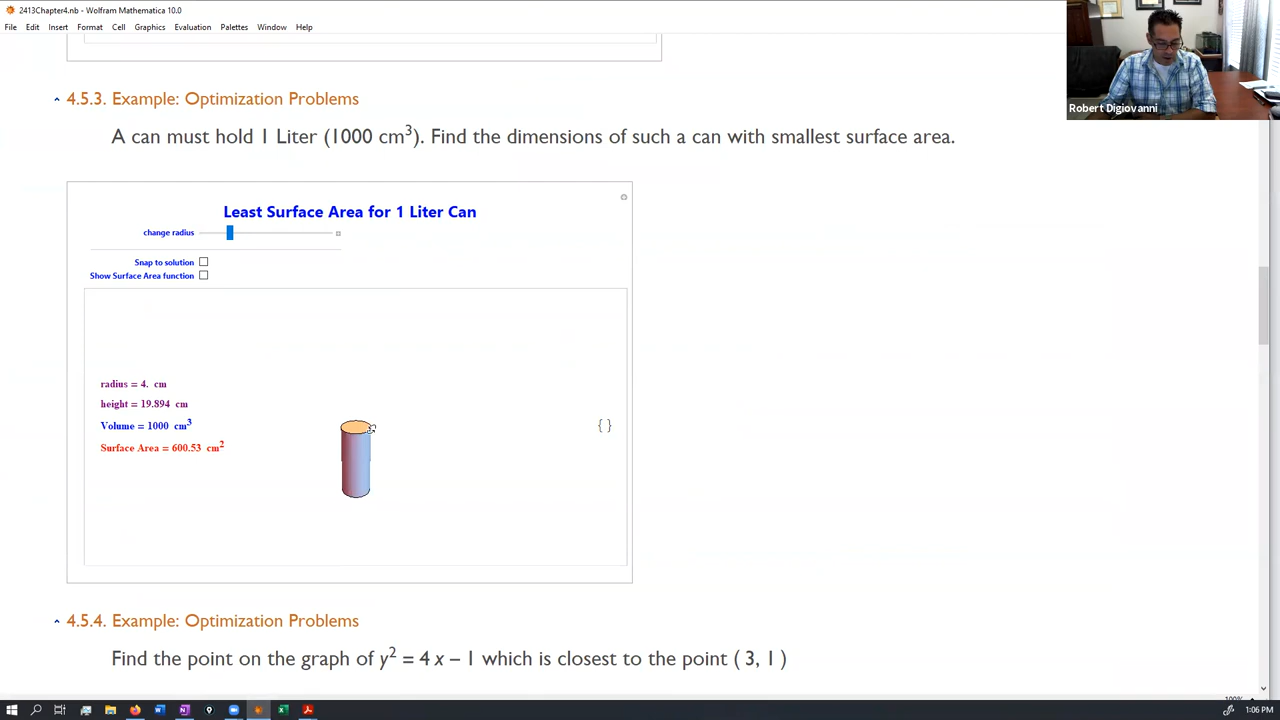 2413Chapter4.nb - Wolfram Mathematica 10.0
File Edit Insert Format Cell Graphics Evaluation Palettes Window Help
Robert Digiovanni
4.5.3. Example: Optimization Problems
A can must hold 1 Liter (1000 cm³). Find the dimensions of such a can with smallest surface area.
Least Surface Area for 1 Liter Can
change radius
Snap to solution
Show Surface Area function
radius = 4. cm
height = 19.894 cm
Volume = 1000 cm³
Surface Area = 600.53 cm²
{ }
4.5.4. Example: Optimization Problems
Find the point on the graph of y² = 4 x – 1 which is closest to the point ( 3, 1 )
100%
1:06 PM